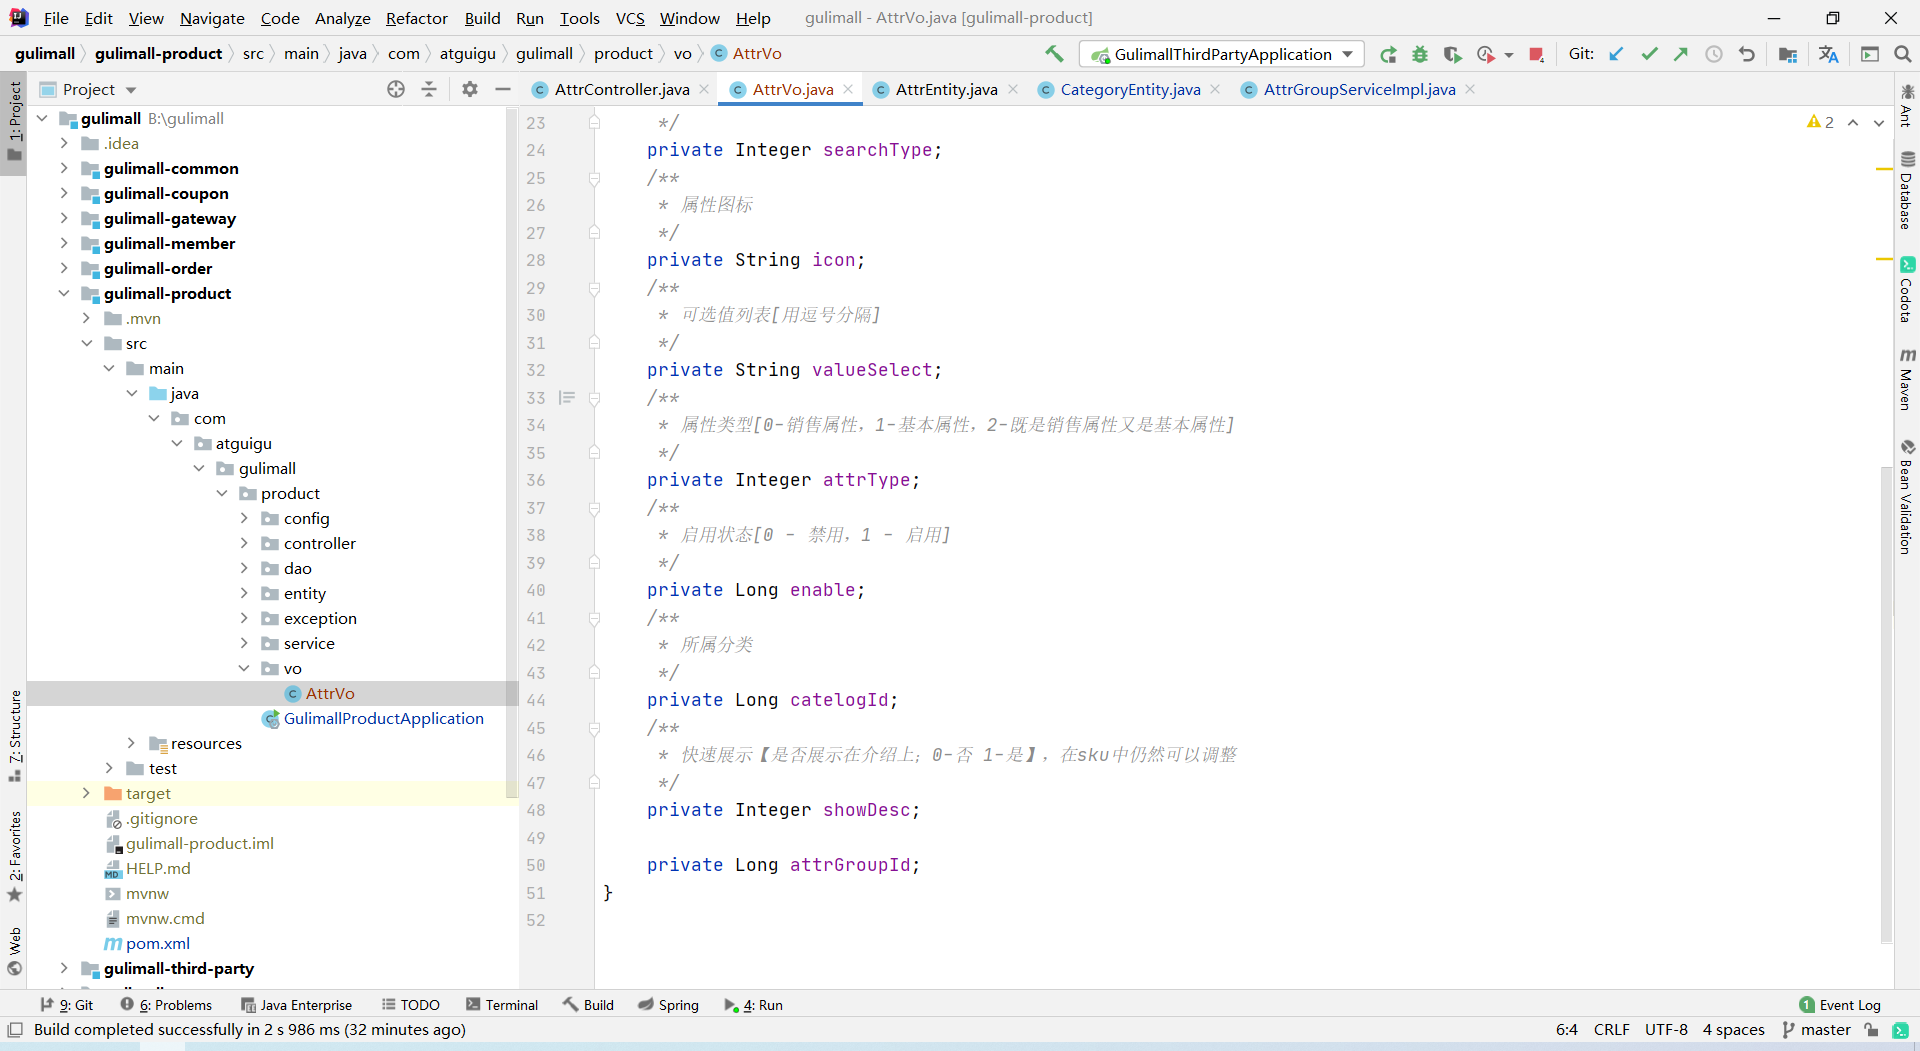 File Edit View Navigate Code Analyze Refactor Build Run Tools VCS Window Help gulimall - AttrVo.java [gulimall-product]
gulimall gulimall-product src main java com atguigu gulimall product vo AttrVo GulimallThirdPartyApplication Git:
Project
AttrController.java AttrVo.java AttrEntity.java CategoryEntity.java AttrGroupServiceImpl.java
1: Project
7: Structure
2: Favorites
Web
gulimall B:\gulimall
.idea
gulimall-common
gulimall-coupon
gulimall-gateway
gulimall-member
gulimall-order
gulimall-product
.mvn
src
main
java
com
atguigu
gulimall
product
config
controller
dao
entity
exception
service
vo
AttrVo
GulimallProductApplication
resources
test
target
.gitignore
gulimall-product.iml
HELP.md
mvnw
mvnw.cmd
pom.xml
gulimall-third-party
2
23 */
24 private Integer searchType;
25 /**
26 * 属性图标
27 */
28 private String icon;
29 /**
30 * 可选值列表[用逗号分隔]
31 */
32 private String valueSelect;
33 /**
34 * 属性类型[0-销售属性，1-基本属性，2-既是销售属性又是基本属性]
35 */
36 private Integer attrType;
37 /**
38 * 启用状态[0 - 禁用，1 - 启用]
39 */
40 private Long enable;
41 /**
42 * 所属分类
43 */
44 private Long catelogId;
45 /**
46 * 快速展示【是否展示在介绍上；0-否 1-是】，在sku中仍然可以调整
47 */
48 private Integer showDesc;
49
50 private Long attrGroupId;
51 }
52
Ant
Database
Codota
Maven
Bean Validation
9: Git 6: Problems Java Enterprise TODO Terminal Build Spring 4: Run 1 Event Log
Build completed successfully in 2 s 986 ms (32 minutes ago) 6:4 CRLF UTF-8 4 spaces master